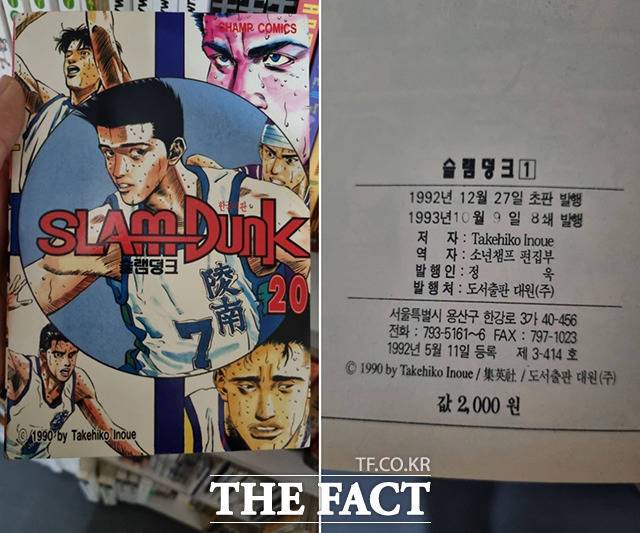 CHAMP COMICS
한국어판
SLAM DUNK
슬램덩크
20
陵南
7
© 1990 by Takehiko Inoue
슬램덩크 1
1992년 12월 27일 초판 발행
1993년 10월 9일 8쇄 발행
저 자 : Takehiko Inoue
역 자 : 소년챔프 편집부
발행인 : 정 욱
발행처 : 도서출판 대원(주)
서울특별시 용산구 한강로 3가 40-456
전화 : 793-5161~6 FAX : 797-1023
1992년 5월 11일 등록 제 3-414 호
© 1990 by Takehiko Inoue / 集英社 / 도서출판 대원(주)
값 2,000 원
TF.CO.KR
THE FACT